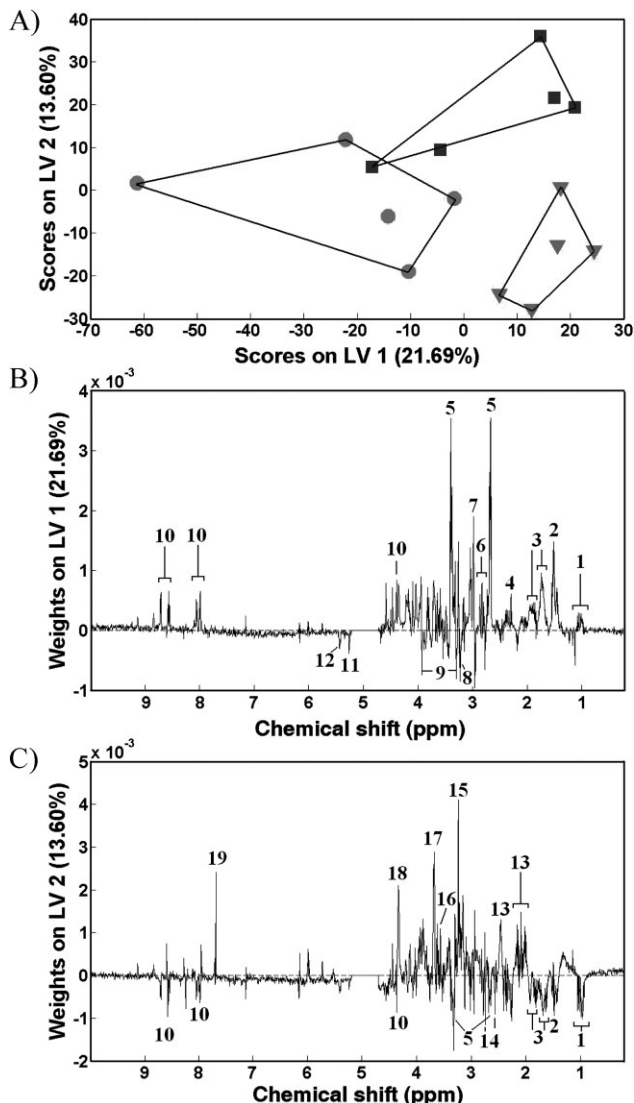 A)
Scores on LV 2 (13.60%)
40
30
20
10
0
-10
-20
-30
-70 -60 -50 -40 -30 -20 -10 0 10 20 30
Scores on LV 1 (21.69%)
B)
x 10⁻³
Weights on LV 1 (21.69%)
4
3
2
1
0
-1
5 5
7
10 10 10 6 3 2
4 1
12 11 9 8
9 8 7 6 5 4 3 2 1
Chemical shift (ppm)
C)
x 10⁻³
Weights on LV 2 (13.60%)
5
4
3
2
1
0
-1
-2
15
19 17 13
18 16 13
10 10 10 5 14 3 2 1
9 8 7 6 5 4 3 2 1
Chemical shift (ppm)